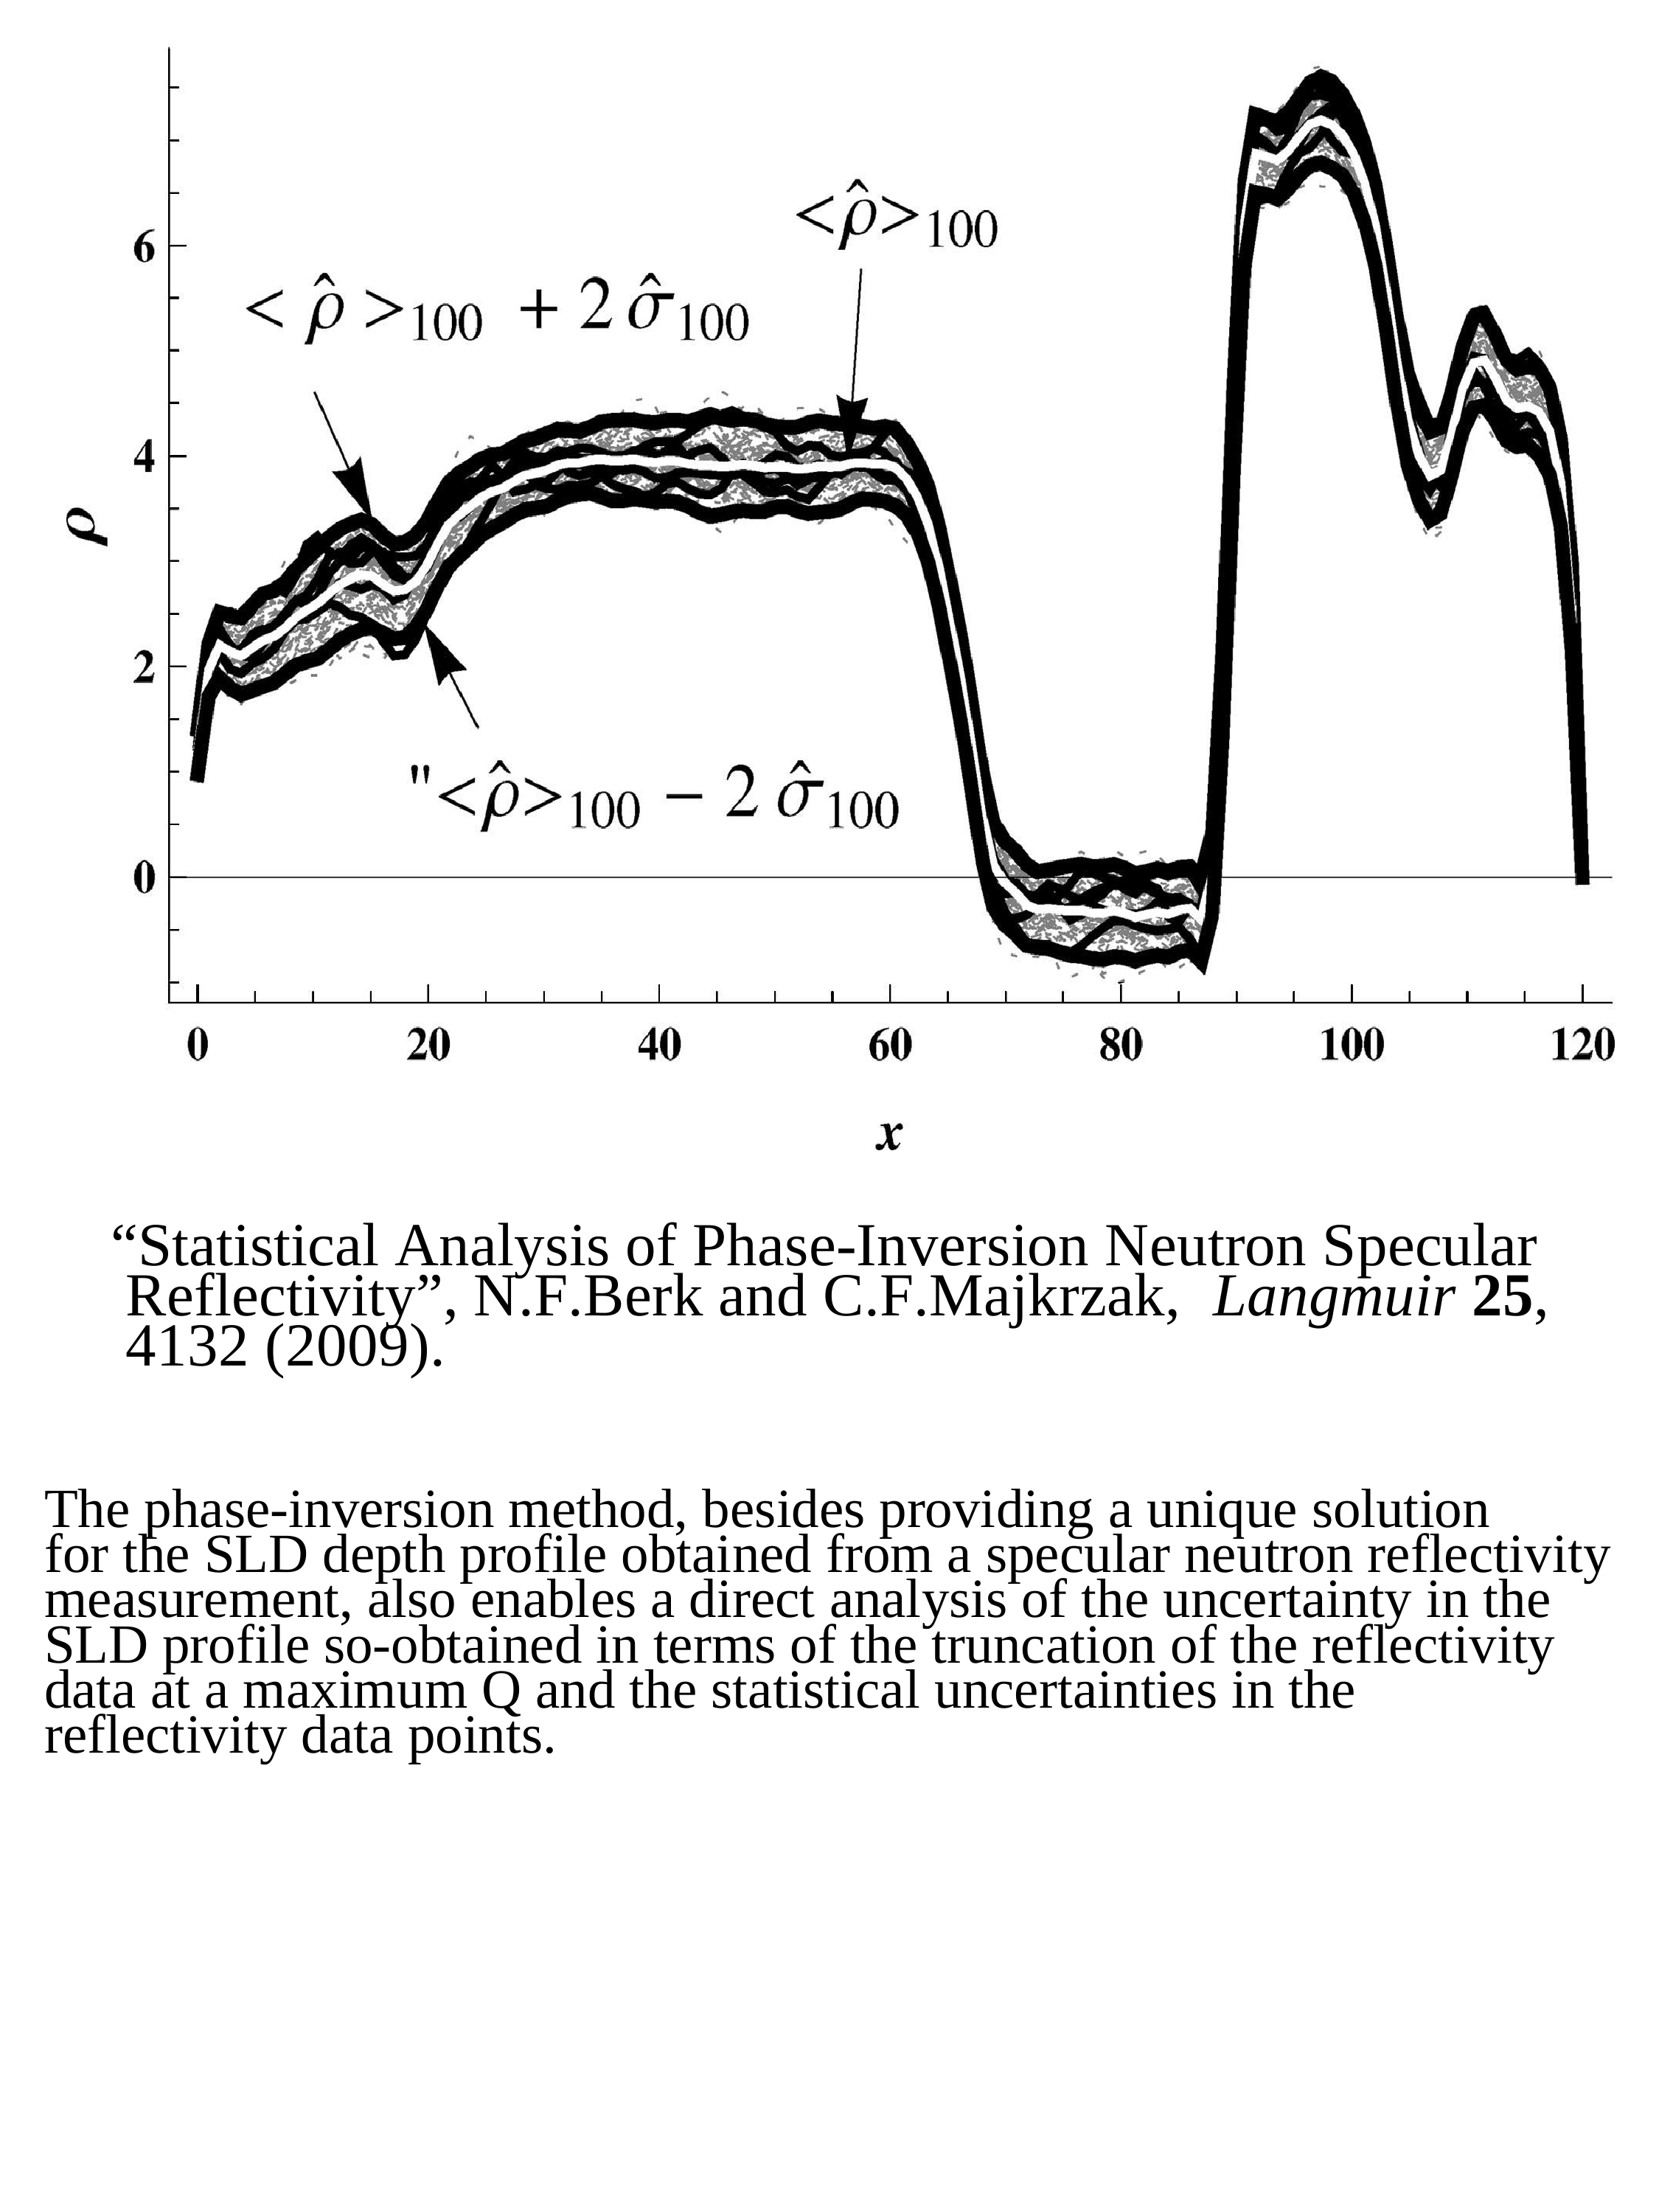 <ρ̂>100
< ρ̂ >100 + 2 σ̂100
6
4
ρ
2
"<ρ̂>100 − 2 σ̂100
0
0 20 40 60 80 100 120
x
“Statistical Analysis of Phase-Inversion Neutron Specular
Reflectivity”, N.F.Berk and C.F.Majkrzak, Langmuir 25,
4132 (2009).
The phase-inversion method, besides providing a unique solution
for the SLD depth profile obtained from a specular neutron reflectivity
measurement, also enables a direct analysis of the uncertainty in the
SLD profile so-obtained in terms of the truncation of the reflectivity
data at a maximum Q and the statistical uncertainties in the
reflectivity data points.